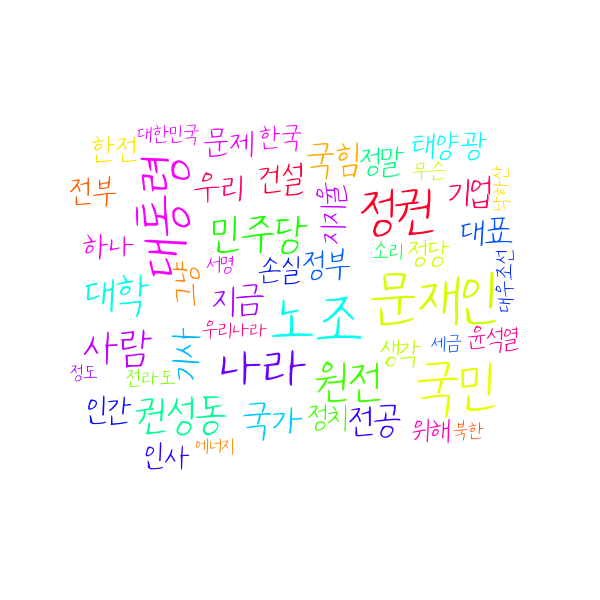 대한민국
한전
문제
한국
국힘
정말
태양광
무슨
전부
대통령
우리
건설
지지율
정권
기업
하나
민주당
대표
서명
손실
정부
소리
정당
대우조선
대학
그냥
지금
노조
문재인
사람
기사
우리나라
나라
생각
세금
윤석열
정도
전라도
원전
국민
인간
권성동
국가
정치
전공
위해
북한
인사
에너지